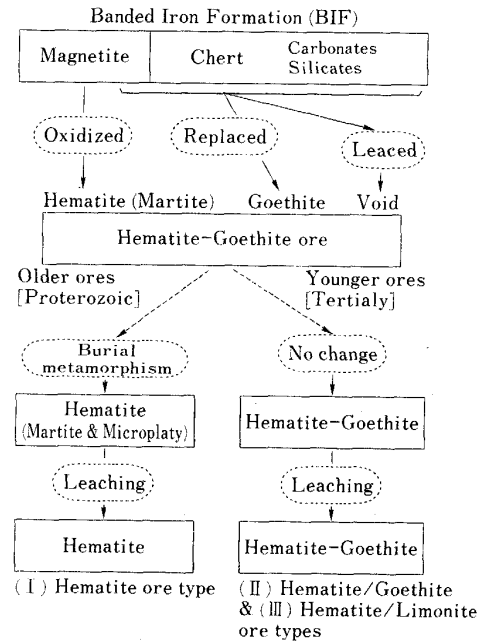 Banded Iron Formation (BIF)
Magnetite
Chert
Carbonates
Silicates
Oxidized
Replaced
Leaced
Hematite (Martite)
Goethite
Void
Hematite-Goethite ore
Older ores
[Proterozoic]
Younger ores
[Tertialy]
Burial
metamorphism
No change
Hematite
(Martite & Microplaty)
Hematite-Goethite
Leaching
Leaching
Hematite
Hematite-Goethite
(I) Hematite ore type
(II) Hematite/Goethite
& (III) Hematite/Limonite
ore types